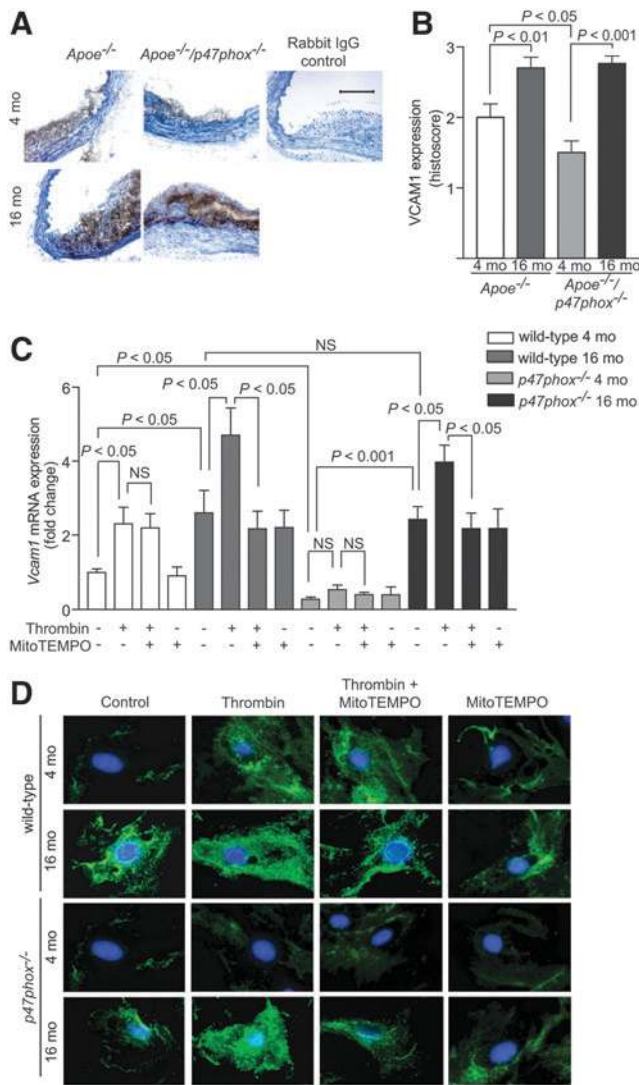 A
Apoe-/-
Apoe-/-/p47phox-/-
Rabbit IgG
control
4 mo
16 mo
B
P < 0.05
P < 0.01
P < 0.001
VCAM1 expression
(histoscore)
3
2
1
4 mo 16 mo 4 mo 16 mo
Apoe-/-
Apoe-/-/
p47phox-/-
wild-type 4 mo
wild-type 16 mo
p47phox-/- 4 mo
p47phox-/- 16 mo
C
Vcam1 mRNA expression
(fold change)
6
4
2
0
NS
P < 0.05
P < 0.05
P < 0.05
P < 0.05
P < 0.05
NS
P < 0.001
NS
NS
P < 0.05
P < 0.05
Thrombin - + + - - + + - - + + - - + + -
MitoTEMPO - - + + - - + + - - + + - - + +
D
Control
Thrombin
Thrombin +
MitoTEMPO
MitoTEMPO
wild-type
4 mo
16 mo
p47phox-/-
4 mo
16 mo